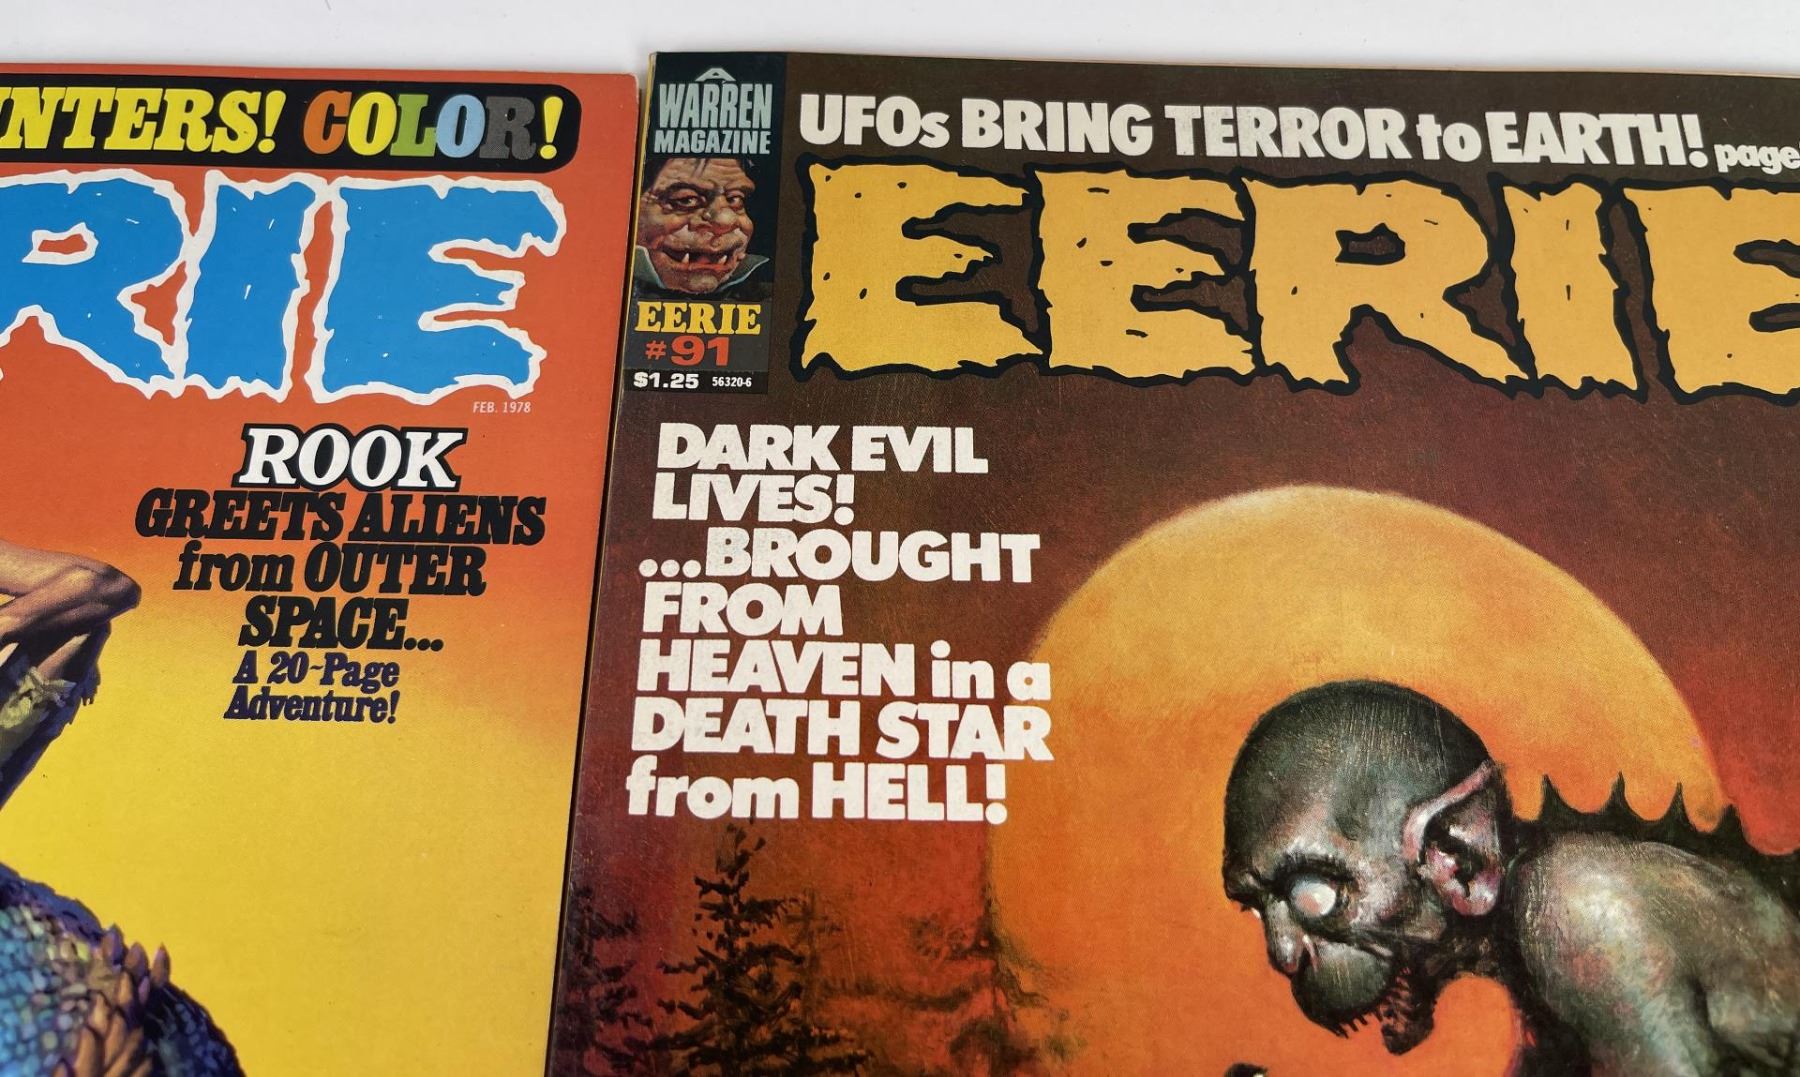 NTERS! COLOR!
RIE
FEB. 1978
ROOK
GREETS ALIENS
from OUTER
SPACE...
A 20-Page
Adventure!
A
WARREN
MAGAZINE
EERIE
#91
$1.25 56320-6
UFOs BRING TERROR to EARTH! page
EERIE
DARK EVIL
LIVES!
...BROUGHT
FROM
HEAVEN in a
DEATH STAR
from HELL!